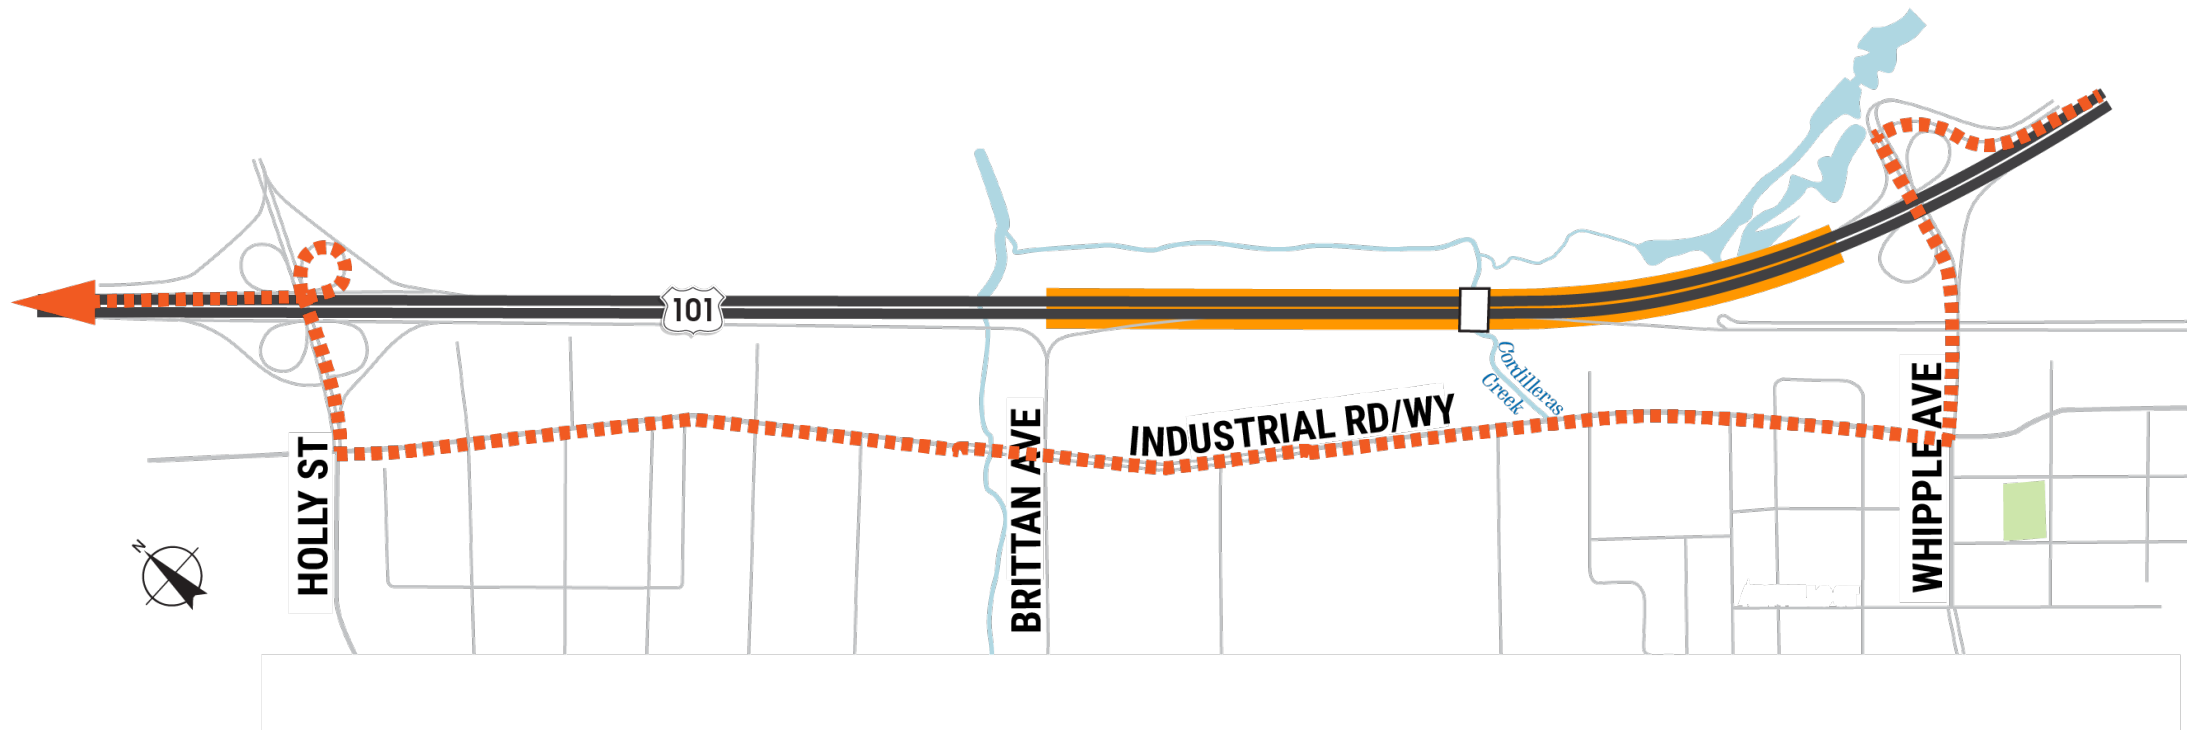 101
Cordilleras
Creek
INDUSTRIAL RD/WY
HOLLY ST
BRITTAN AVE
WHIPPLE AVE
N